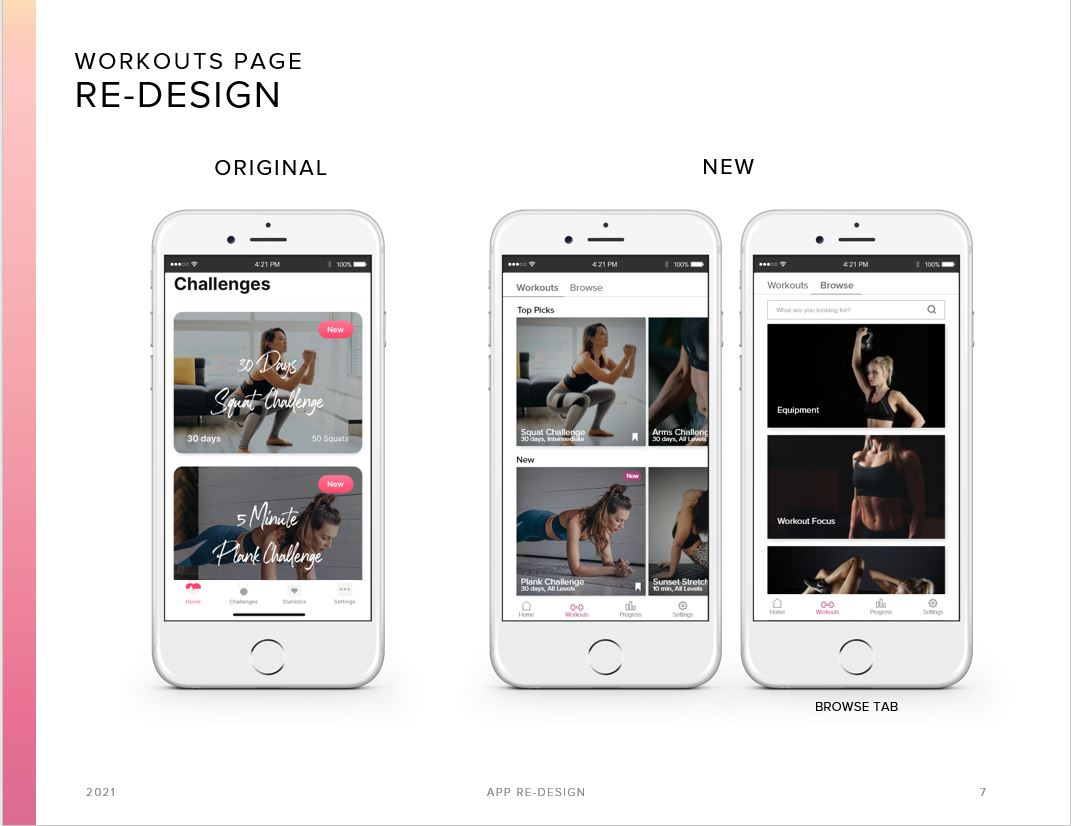 WORKOUTS PAGE
RE-DESIGN
ORIGINAL
NEW
4:21 PM
100%
Challenges
New
30 Days
Squat Challenge
30 days
50 Squats
New
5 Minute
Plank Challenge
Home
Challenges
Statistics
Settings
4:21 PM
100%
Workouts
Browse
Top Picks
Squat Challenge
30 days, Intermediate
Arms Challeng
30 days, All Levels
New
New
Plank Challenge
30 days, All Levels
Sunset Stretch
10 min, All Levels
Home
Workouts
Progress
Settings
4:21 PM
100%
Workouts
Browse
What are you looking for?
Equipment
Workout Focus
Home
Workouts
Progress
Settings
BROWSE TAB
2021
APP RE-DESIGN
7